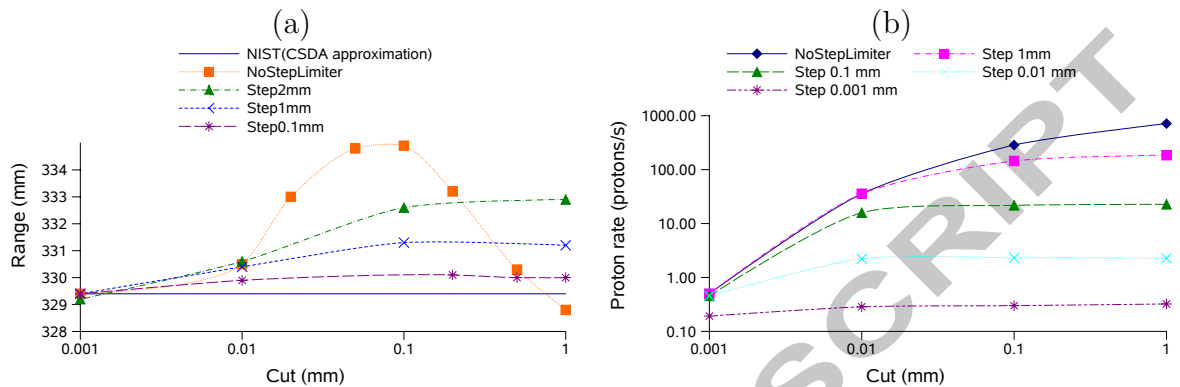 (a)
NIST(CSDA approximation)
NoStepLimiter
Step2mm
Step1mm
Step0.1mm
Range (mm)
334
333
331
330
329
328
0.001
0.01
0.1
1
Cut (mm)
(b)
NoStepLimiter
Step 1mm
Step 0.1 mm
Step 0.01 mm
Step 0.001 mm
Proton rate (protons/s)
1000.00
100.00
10.00
1.00
0.10
0.001
0.01
0.1
1
Cut (mm)
SCRIPT